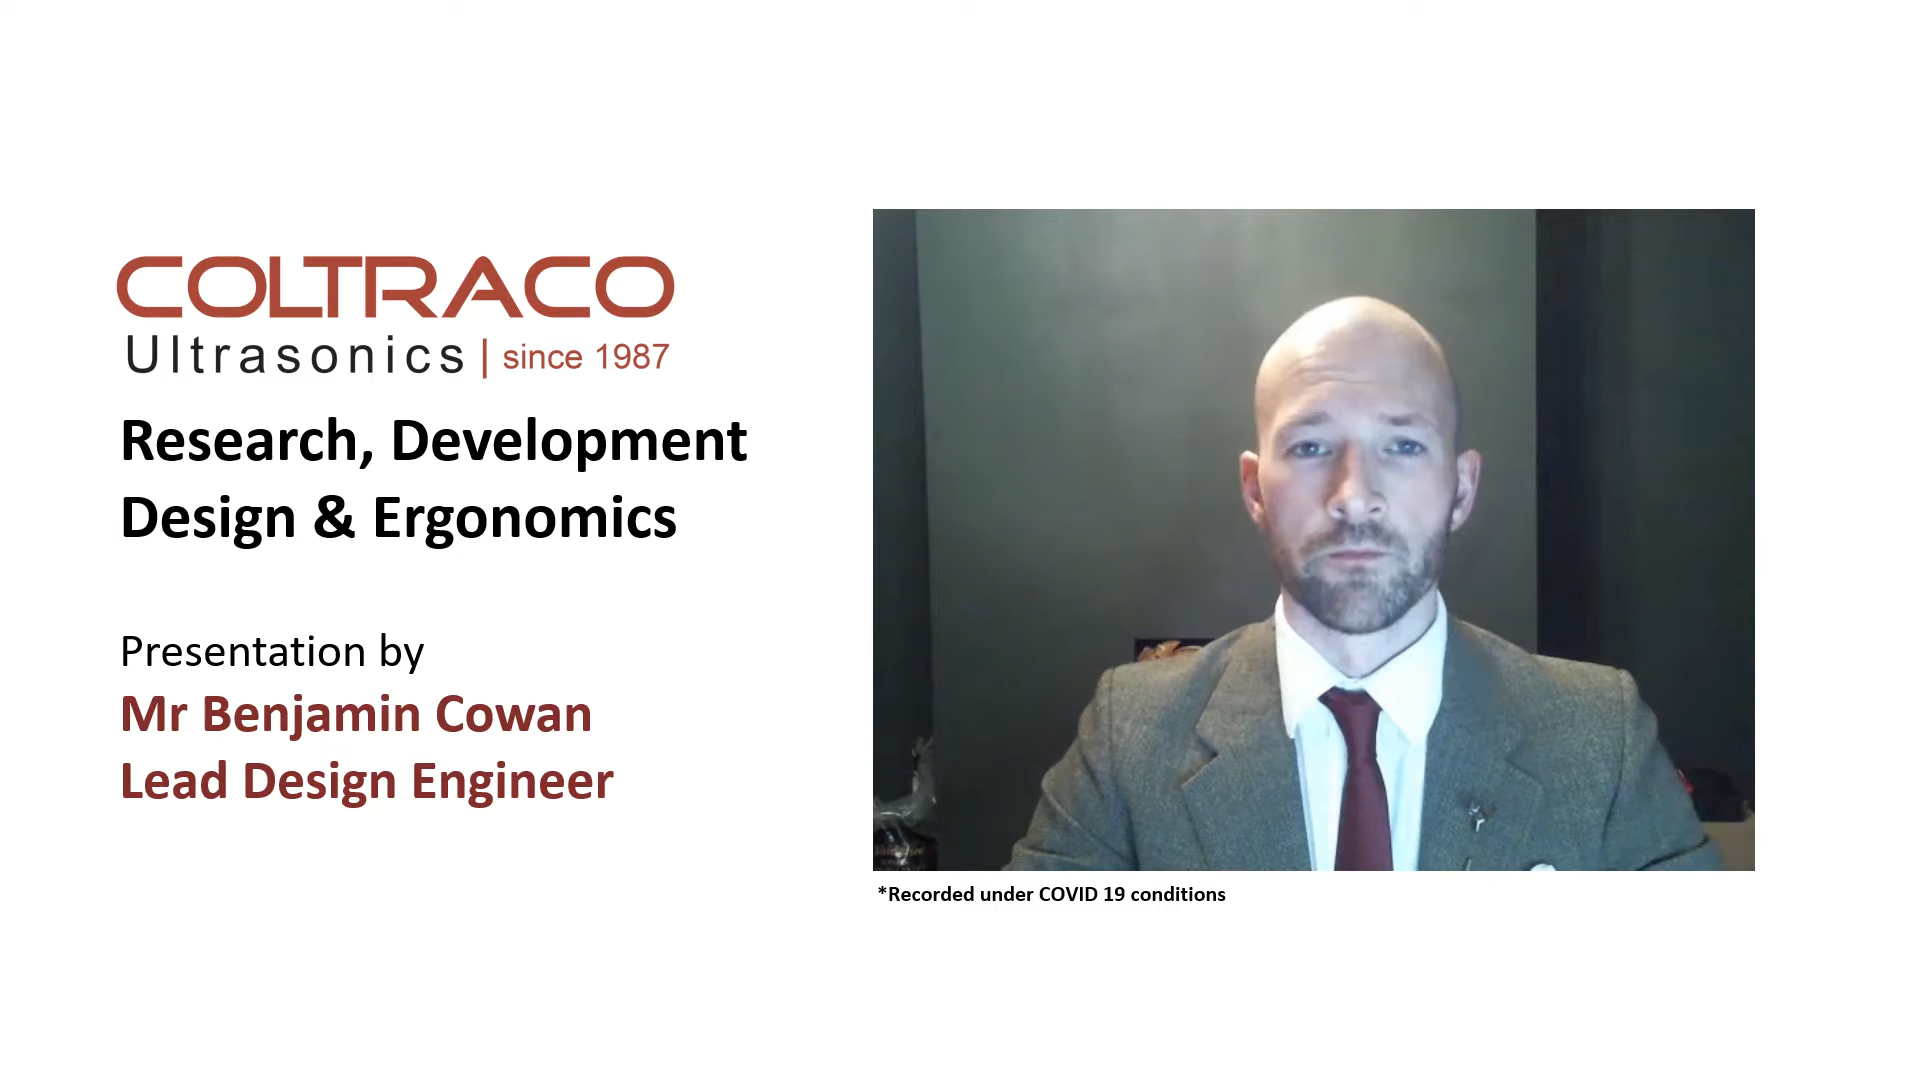 COLTRACO
Ultrasonics | since 1987
Research, Development
Design & Ergonomics
Presentation by
Mr Benjamin Cowan
Lead Design Engineer
*Recorded under COVID 19 conditions